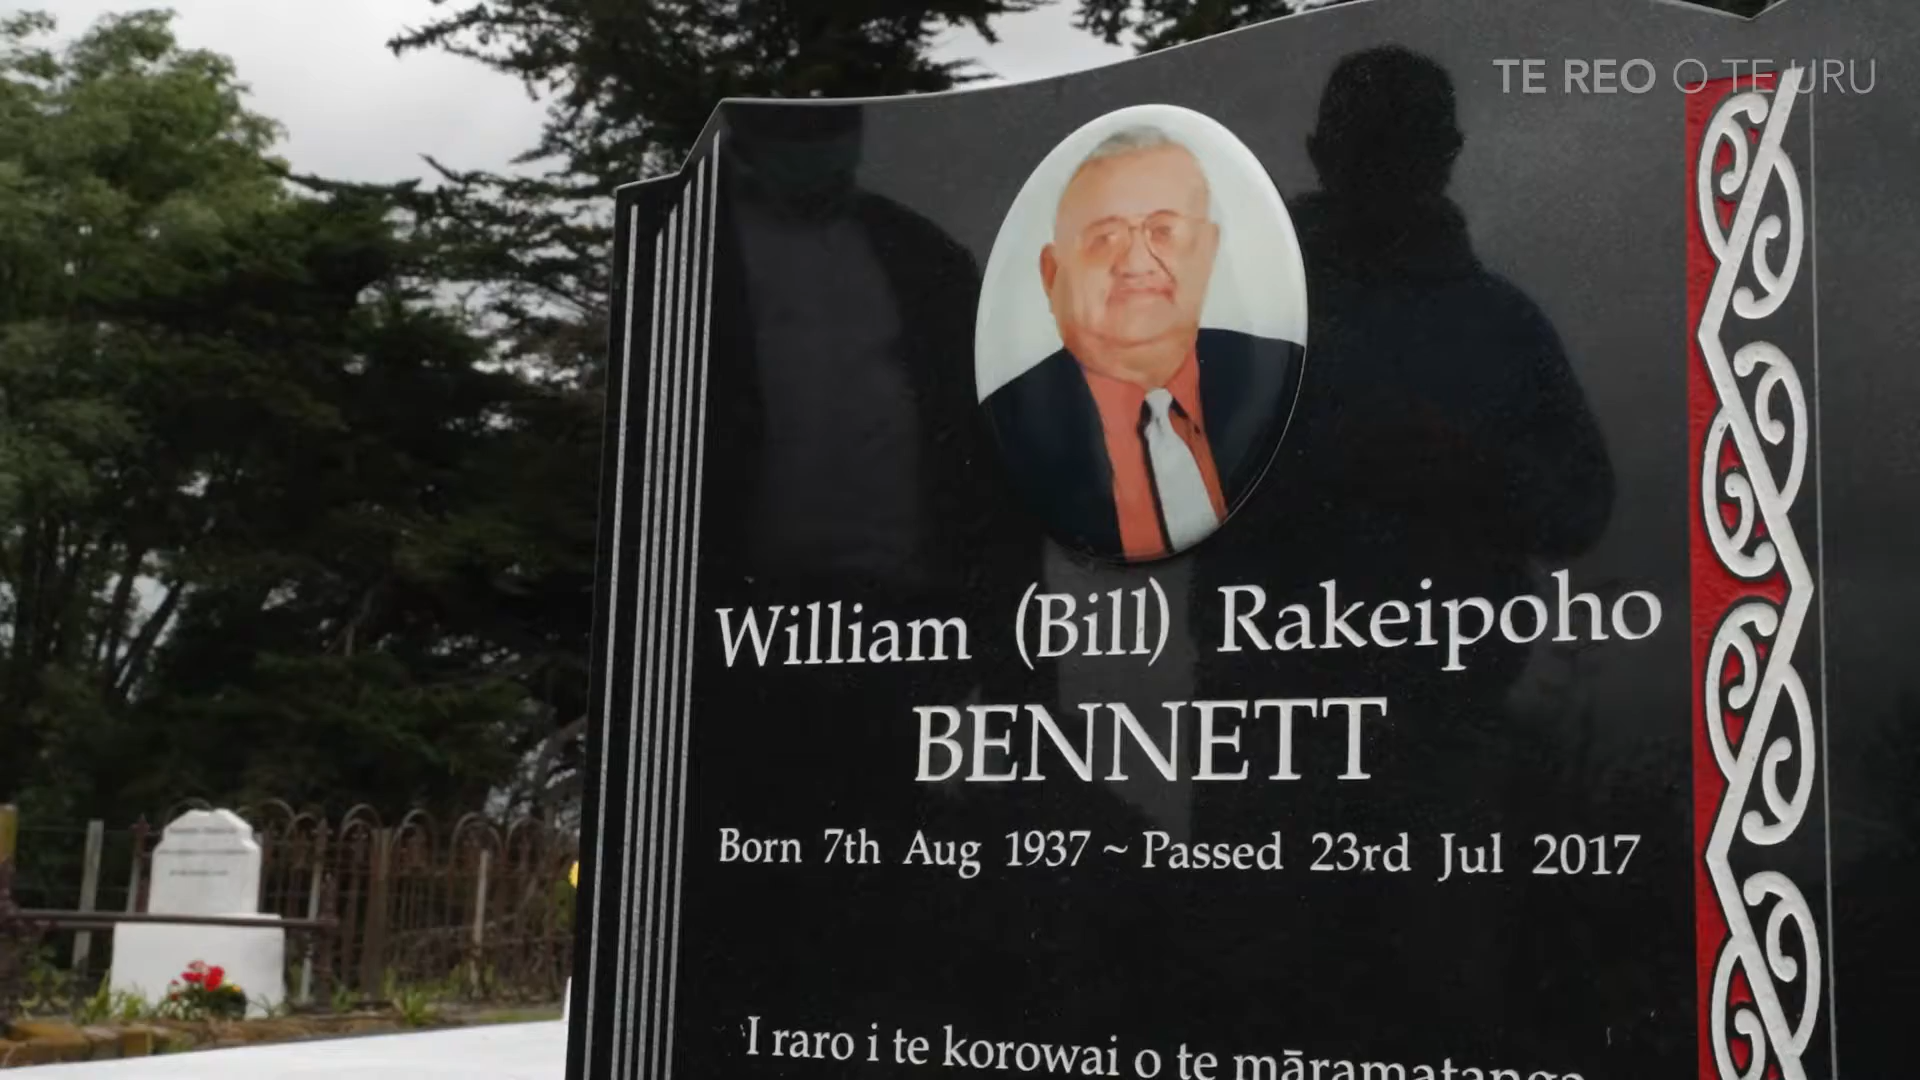 TE REO O TE URU
William (Bill) Rakeipoho
BENNETT
Born 7th Aug 1937 ~ Passed 23rd Jul 2017
I raro i te korowai o te māramatanga